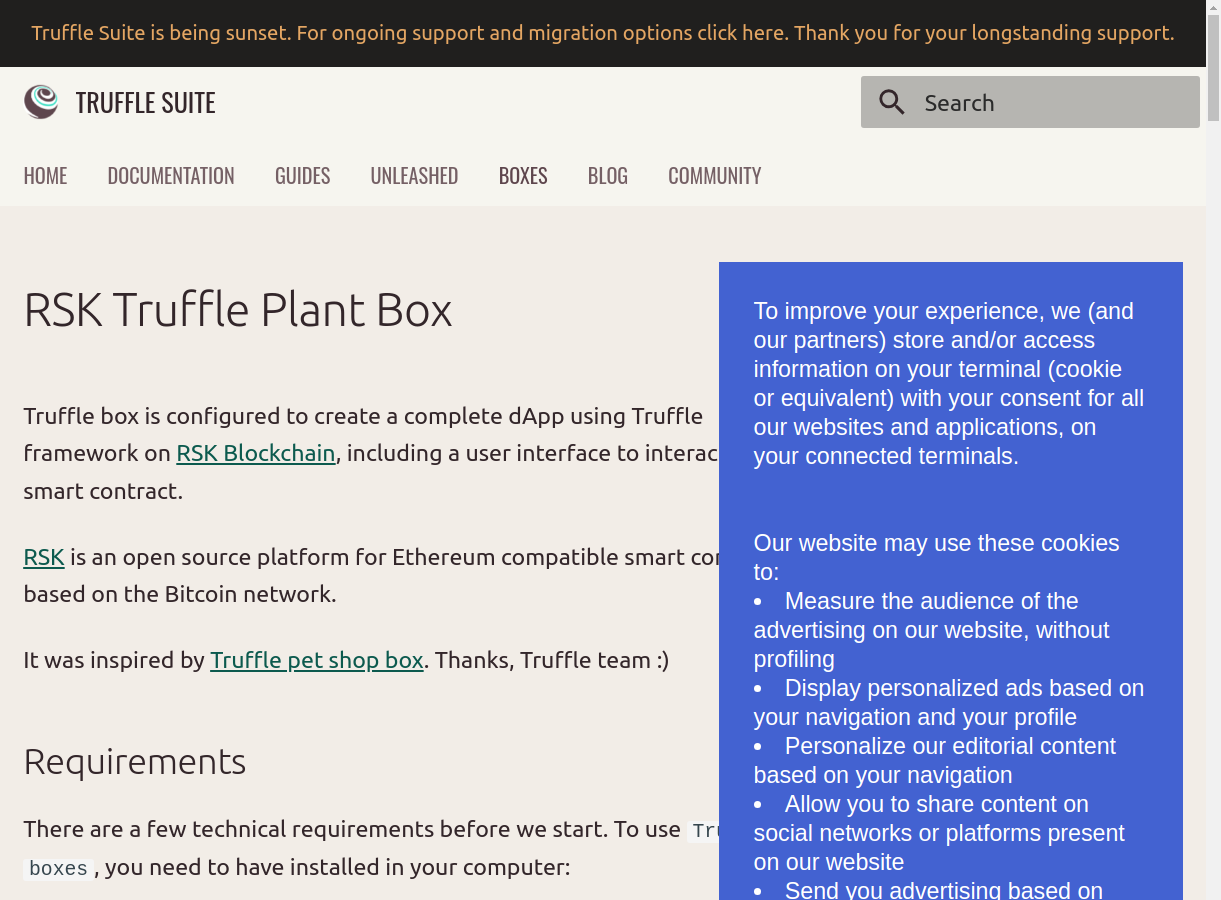 Truffle Suite is being sunset. For ongoing support and migration options click here. Thank you for your longstanding support.
TRUFFLE SUITE
Search
HOME DOCUMENTATION GUIDES UNLEASHED BOXES BLOG COMMUNITY
RSK Truffle Plant Box
Truffle box is configured to create a complete dApp using Truffle
framework on RSK Blockchain, including a user interface to
smart contract.
RSK is an open source platform for Ethereum compatible smart
based on the Bitcoin network.
It was inspired by Truffle pet shop box. Thanks, Truffle team :)
Requirements
There are a few technical requirements before we start. To use
boxes, you need to have installed in your computer:
To improve your experience, we (and
our partners) store and/or access
information on your terminal (cookie
or equivalent) with your consent for all
our websites and applications, on
your connected terminals.
Our website may use these cookies
to:
• Measure the audience of the
advertising on our website, without
profiling
• Display personalized ads based on
your navigation and your profile
• Personalize our editorial content
based on your navigation
• Allow you to share content on
social networks or platforms present
on our website
• Send you advertising based on